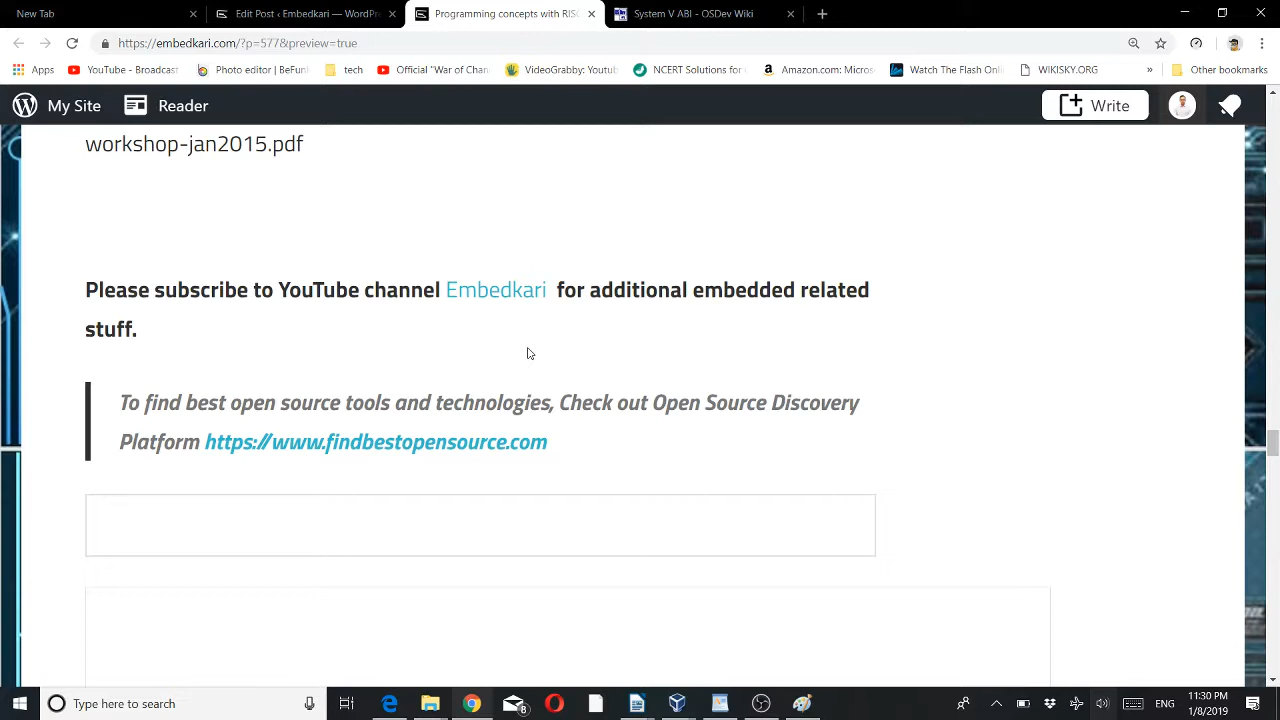 New Tab
Edit Post ‹ Embedkari — WordPr
Programming concepts with RISC
System V ABI - OSDev Wiki
https://embedkari.com/?p=577&preview=true
Apps
YouTube - Broadcast
Photo editor | BeFun
tech
Official "War of Chan
VideoGrabby: Youtub
NCERT Solutions for
Amazon.com: Micros
Watch The Flash Onli
WIKISKY.ORG
»
Other bookmarks
My Site
Reader
Write
workshop-jan2015.pdf
Please subscribe to YouTube channel Embedkari for additional embedded related
stuff.
To find best open source tools and technologies, Check out Open Source Discovery
Platform https://www.findbestopensource.com
Type here to search
8
ENG
11:30 PM
1/8/2019